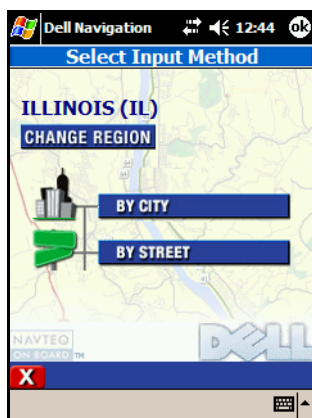 Dell Navigation 12:44 ok
Select Input Method
ILLINOIS (IL)
CHANGE REGION
BY CITY
BY STREET
NAVTEQ
ON BOARD TM
DELL
X